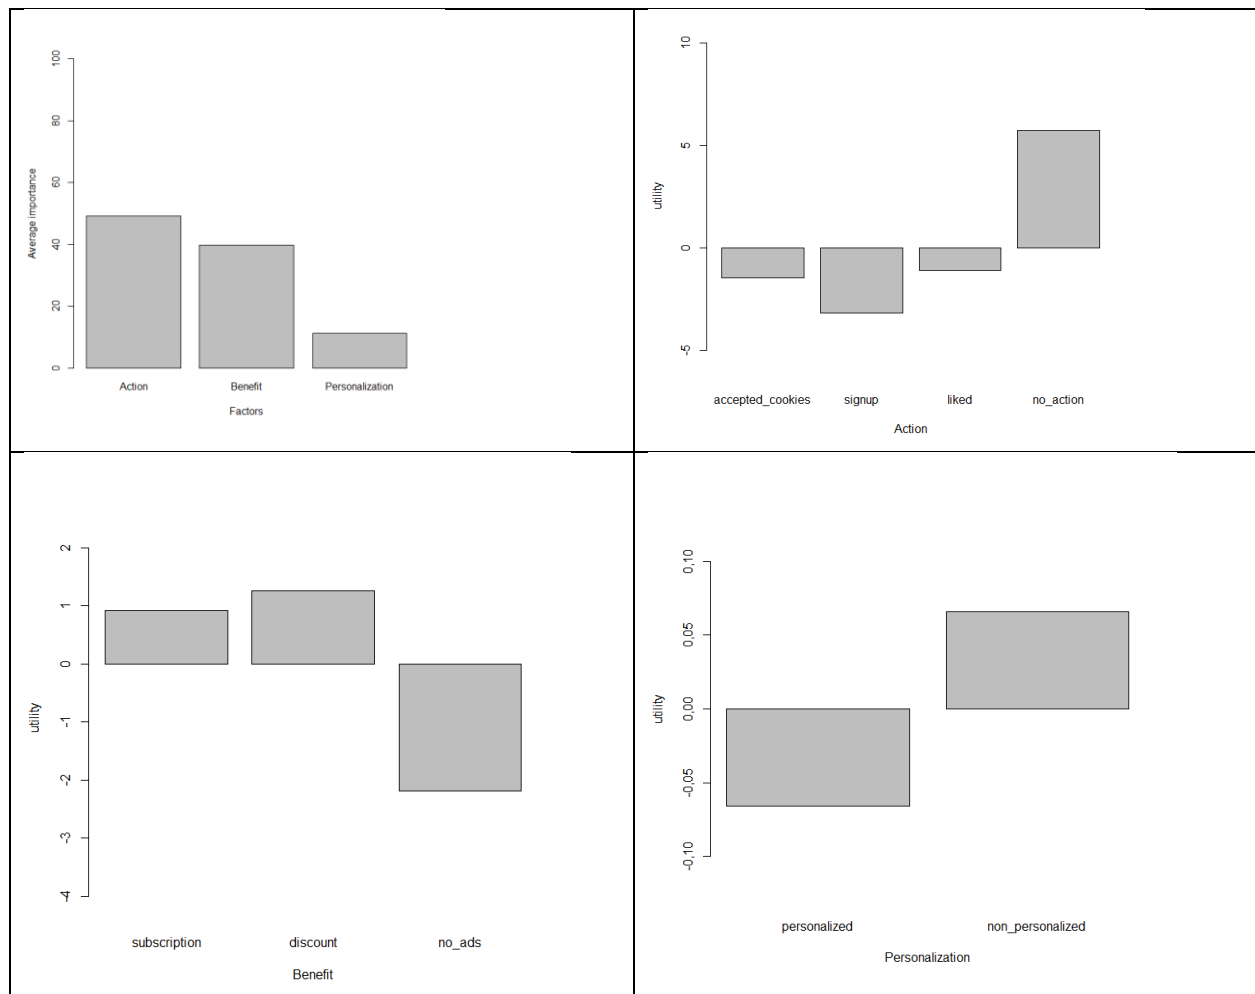 Average importance
100
80
60
40
20
0
Action Benefit Personalization
Factors
utility
10
5
0
-5
accepted_cookies signup liked no_action
Action
utility
2
1
0
-1
-2
-3
-4
subscription discount no_ads
Benefit
utility
0,10
0,05
0,00
-0,05
-0,10
personalized non_personalized
Personalization